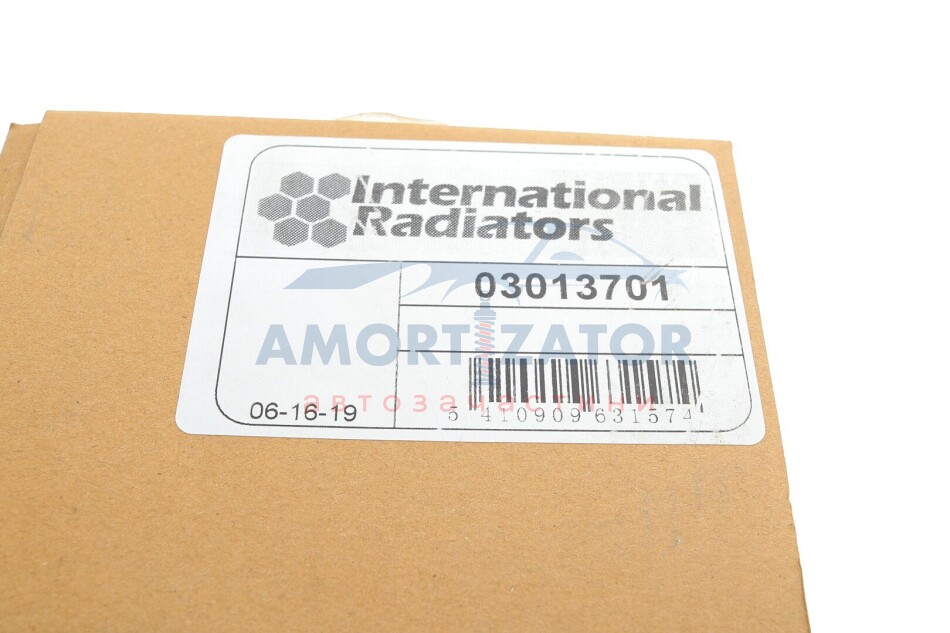 International
Radiators
03013701
AMORTIZATOR
автозапчастини
06-16-19
5 410909 631574